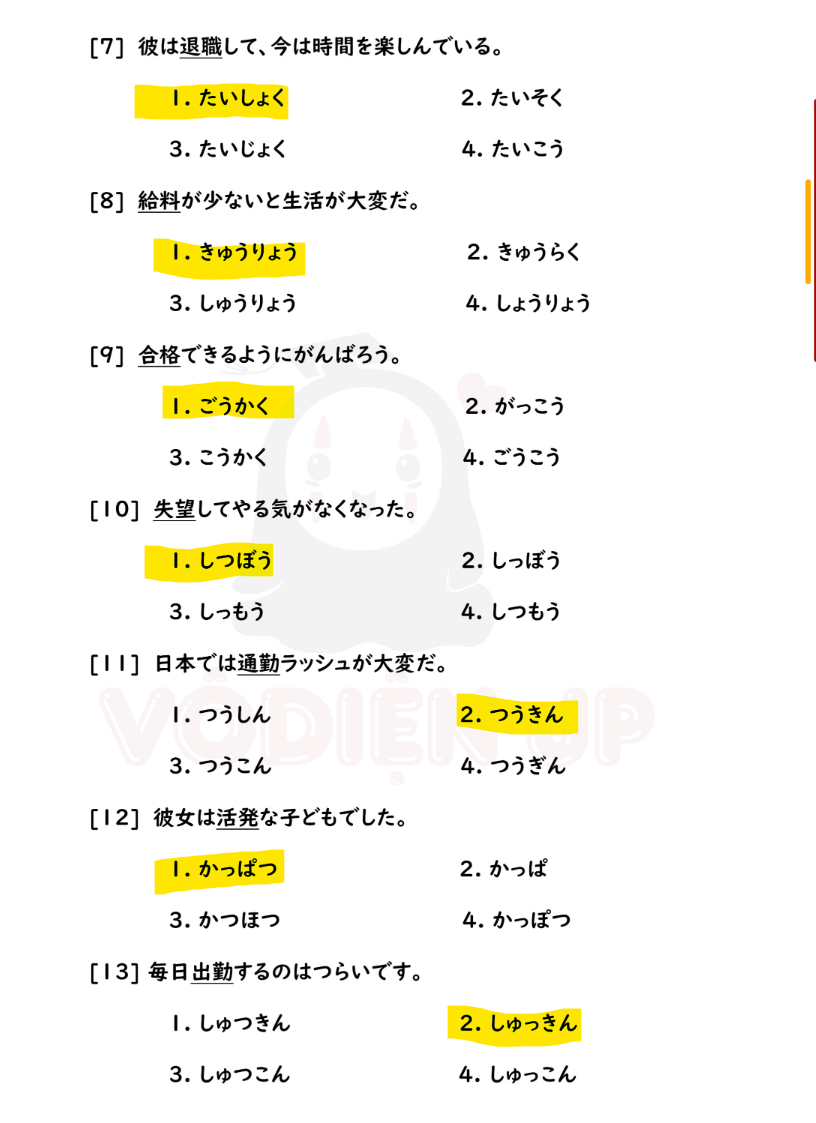 [7] 彼は退職して、今は時間を楽しんでいる。
1. たいしょく 2. たいそく
3. たいじょく 4. たいこう
[8] 給料が少ないと生活が大変だ。
1. きゅうりょう 2. きゅうらく
3. しゅうりょう 4. しょうりょう
[9] 合格できるようにがんばろう。
1. ごうかく 2. がっこう
3. こうかく 4. ごうこう
[10] 失望してやる気がなくなった。
1. しつぼう 2. しっぼう
3. しっもう 4. しつもう
[11] 日本では通勤ラッシュが大変だ。
1. つうしん 2. つうきん
VODIỆN JP
3. つうこん 4. つうぎん
[12] 彼女は活発な子どもでした。
1. かっぱつ 2. かっぱ
3. かつほつ 4. かっぽつ
[13] 毎日出勤するのはつらいです。
1. しゅつきん 2. しゅっきん
3. しゅつこん 4. しゅっこん